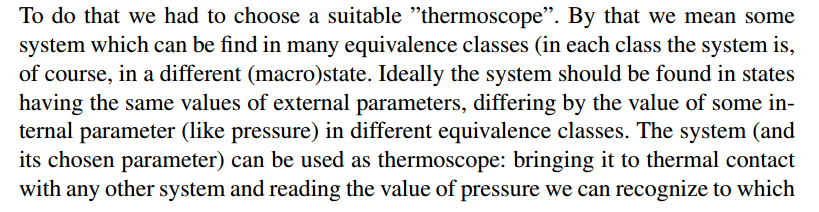 To do that we had to choose a suitable ”thermoscope”. By that we mean some
system which can be find in many equivalence classes (in each class the system is,
of course, in a different (macro)state. Ideally the system should be found in states
having the same values of external parameters, differing by the value of some in-
ternal parameter (like pressure) in different equivalence classes. The system (and
its chosen parameter) can be used as thermoscope: bringing it to thermal contact
with any other system and reading the value of pressure we can recognize to which